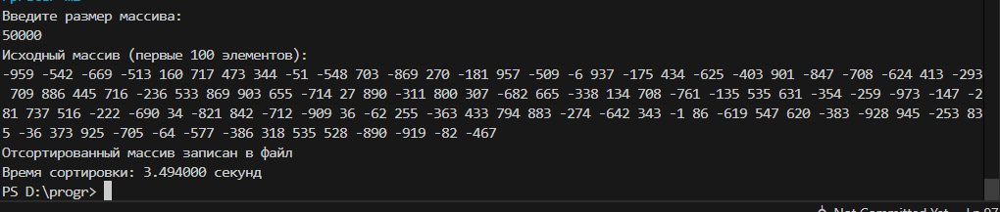 Введите размер массива:
50000
Исходный массив (первые 100 элементов):
-959 -542 -669 -513 160 717 473 344 -51 -548 703 -869 270 -181 957 -509 -6 937 -175 434 -625 -403 901 -847 -708 -624 413 -293
709 886 445 716 -236 533 869 903 655 -714 27 890 -311 800 307 -682 665 -338 134 708 -761 -135 535 631 -354 -259 -973 -147 -2
81 737 516 -222 -690 34 -821 842 -712 -909 36 -62 255 -363 433 794 883 -274 -642 343 -1 86 -619 547 620 -383 -928 945 -253 83
5 -36 373 925 -705 -64 -577 -386 318 535 528 -890 -919 -82 -467
Отсортированный массив записан в файл
Время сортировки: 3.494000 секунд
PS D:\progr>